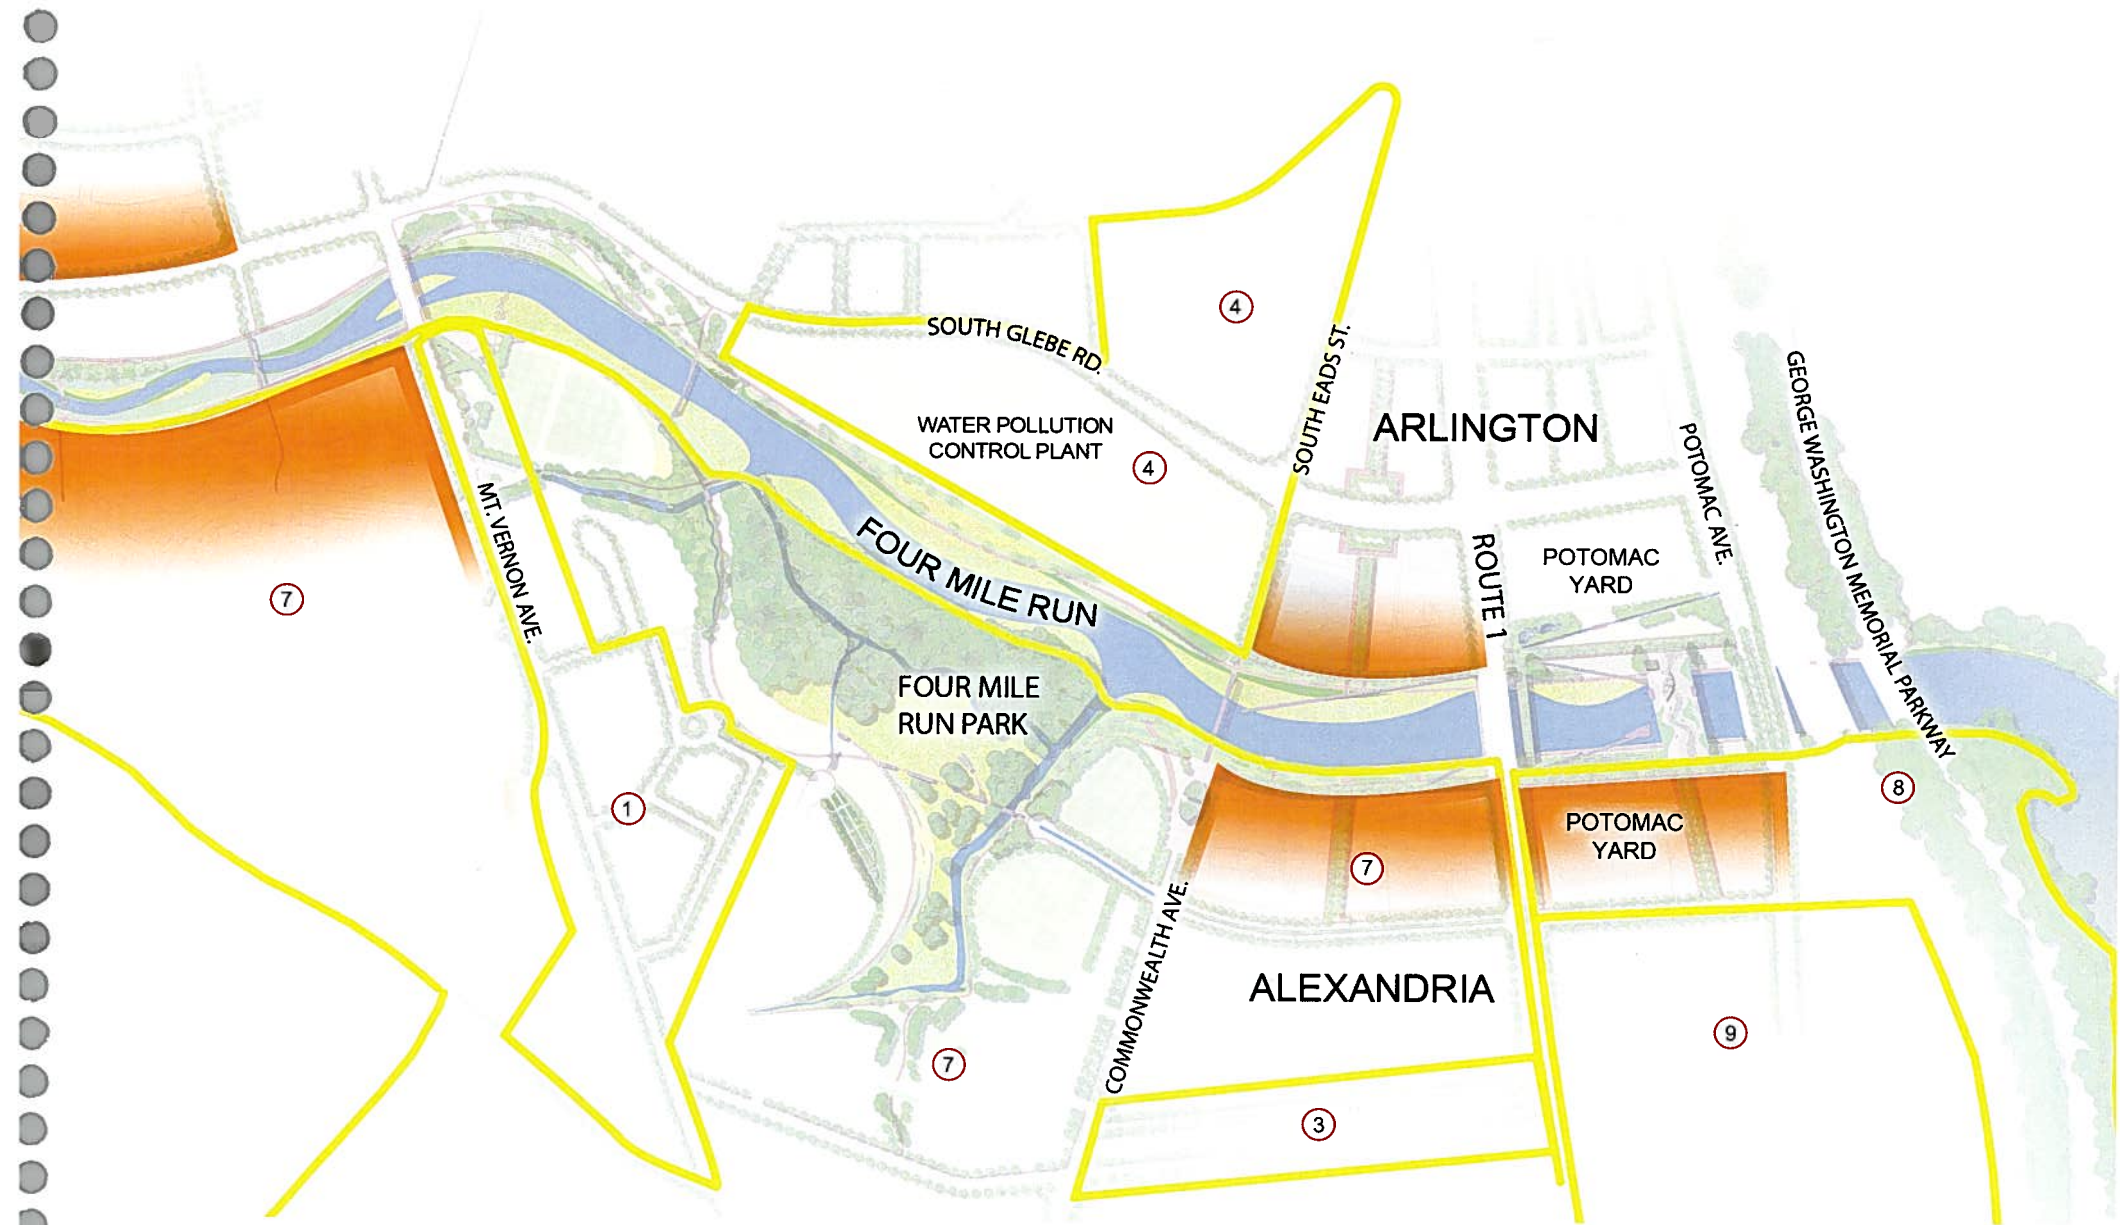 4
SOUTH GLEBE RD.
SOUTH EADS ST.
WATER POLLUTION
CONTROL PLANT
4
ARLINGTON
POTOMAC AVE.
GEORGE WASHINGTON MEMORIAL PARKWAY
MT. VERNON AVE.
FOUR MILE RUN
ROUTE 1
POTOMAC
YARD
7
FOUR MILE
RUN PARK
1
8
POTOMAC
YARD
7
COMMONWEALTH AVE.
ALEXANDRIA
9
7
3